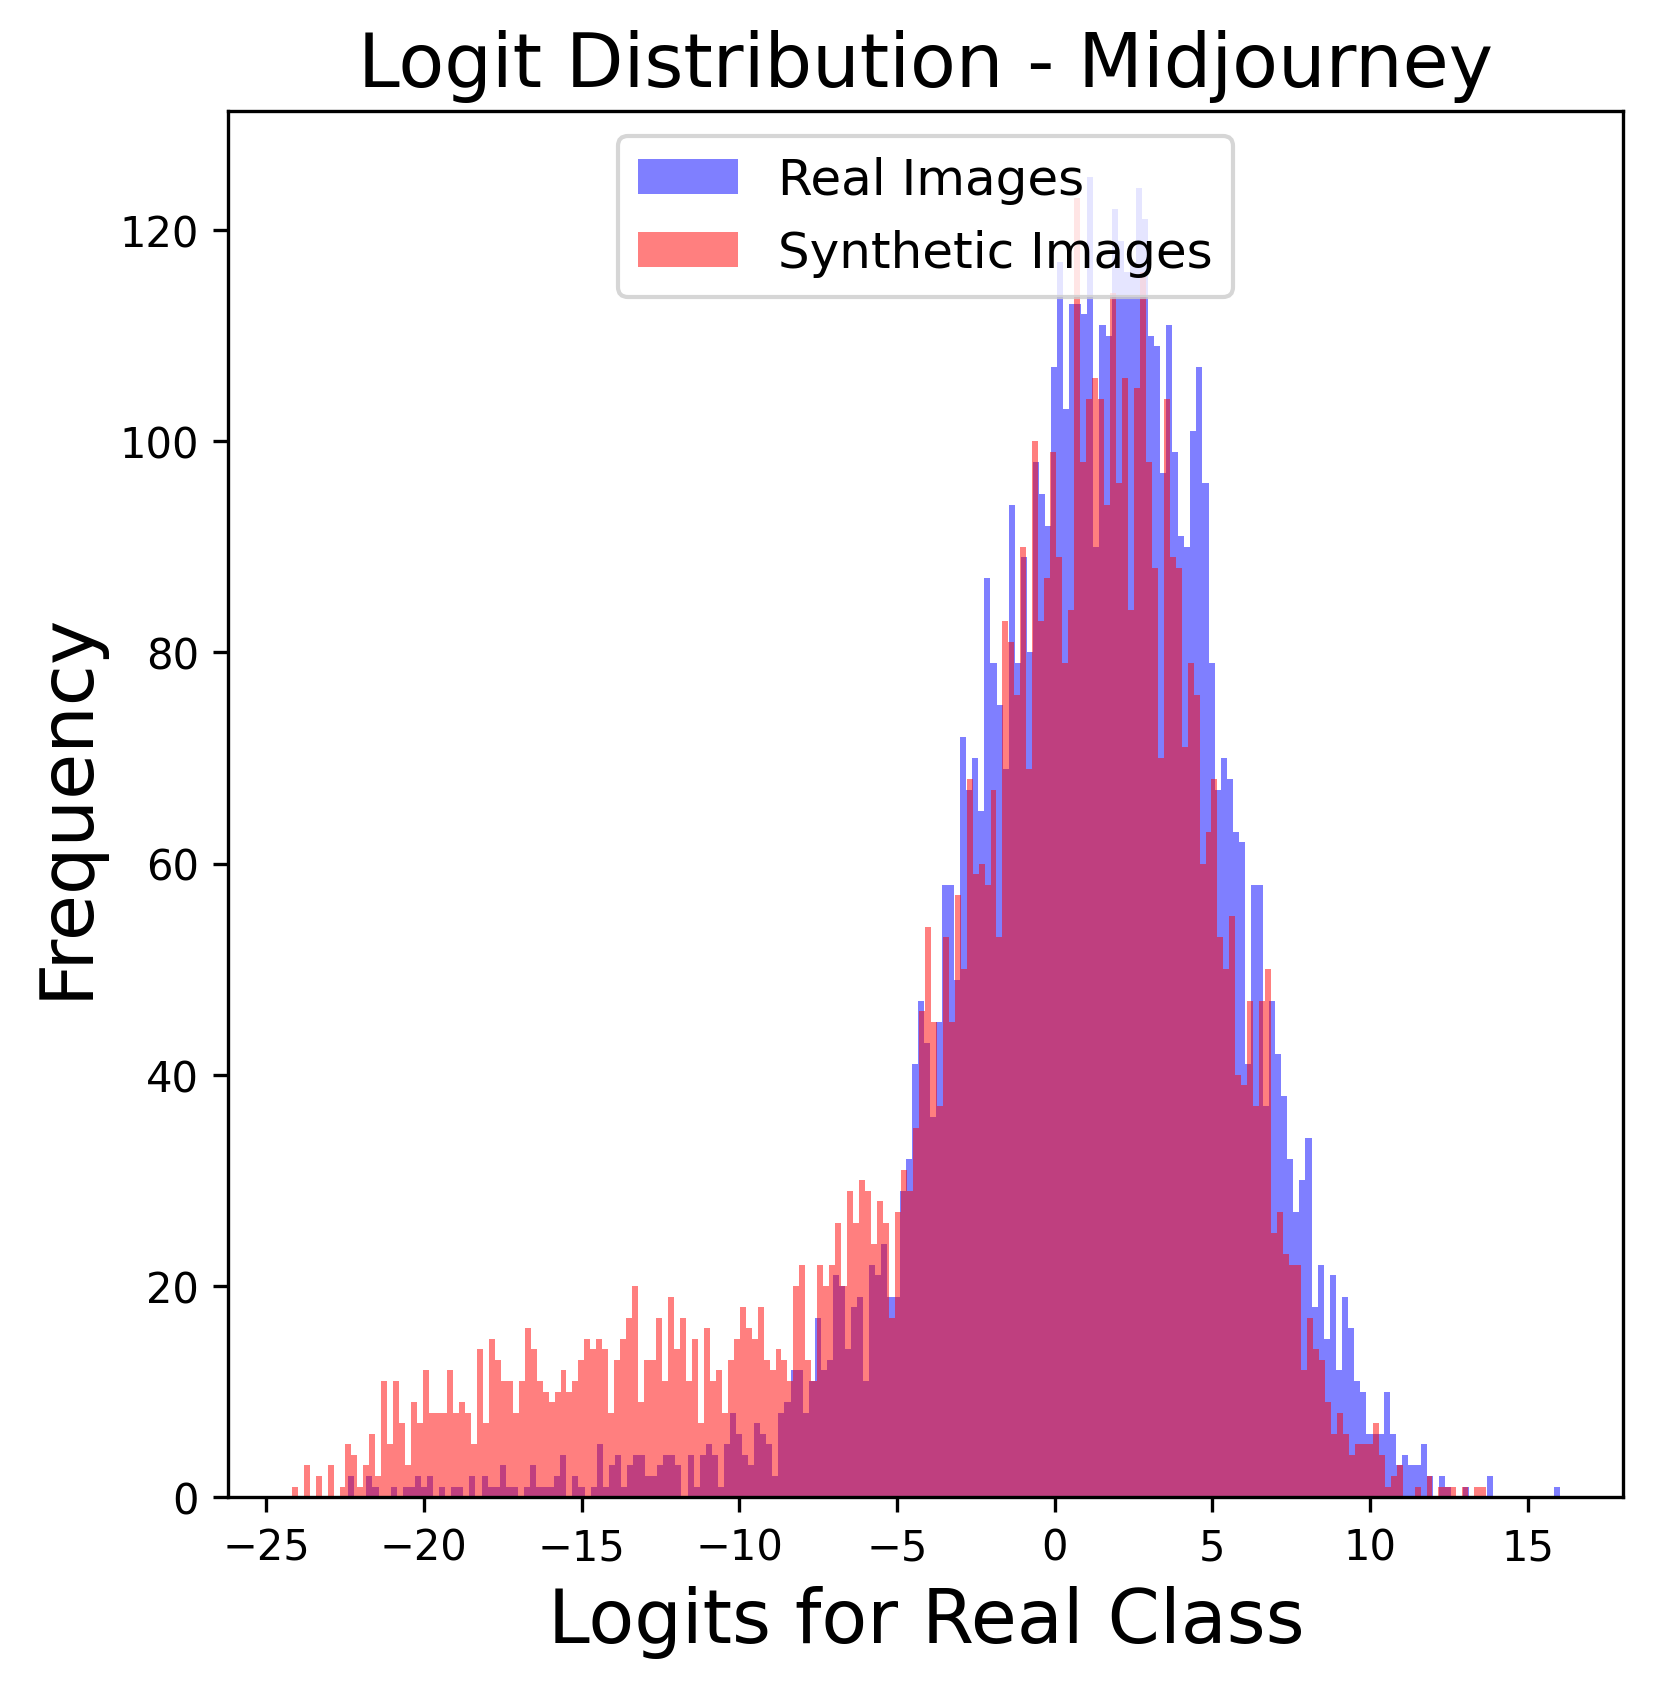 Logit Distribution - Midjourney
Real Images
Synthetic Images
120
100
80
60
40
20
0
Frequency
−25 −20 −15 −10 −5 0 5 10 15
Logits for Real Class